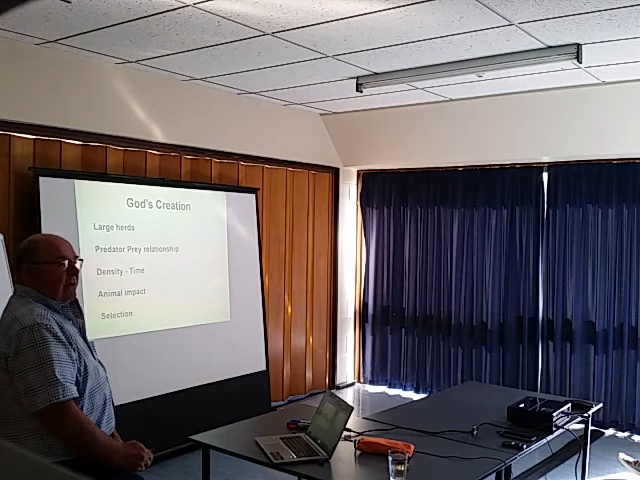 God's Creation
Large herds
Predator Prey relationship
Density - Time
Animal impact
Selection